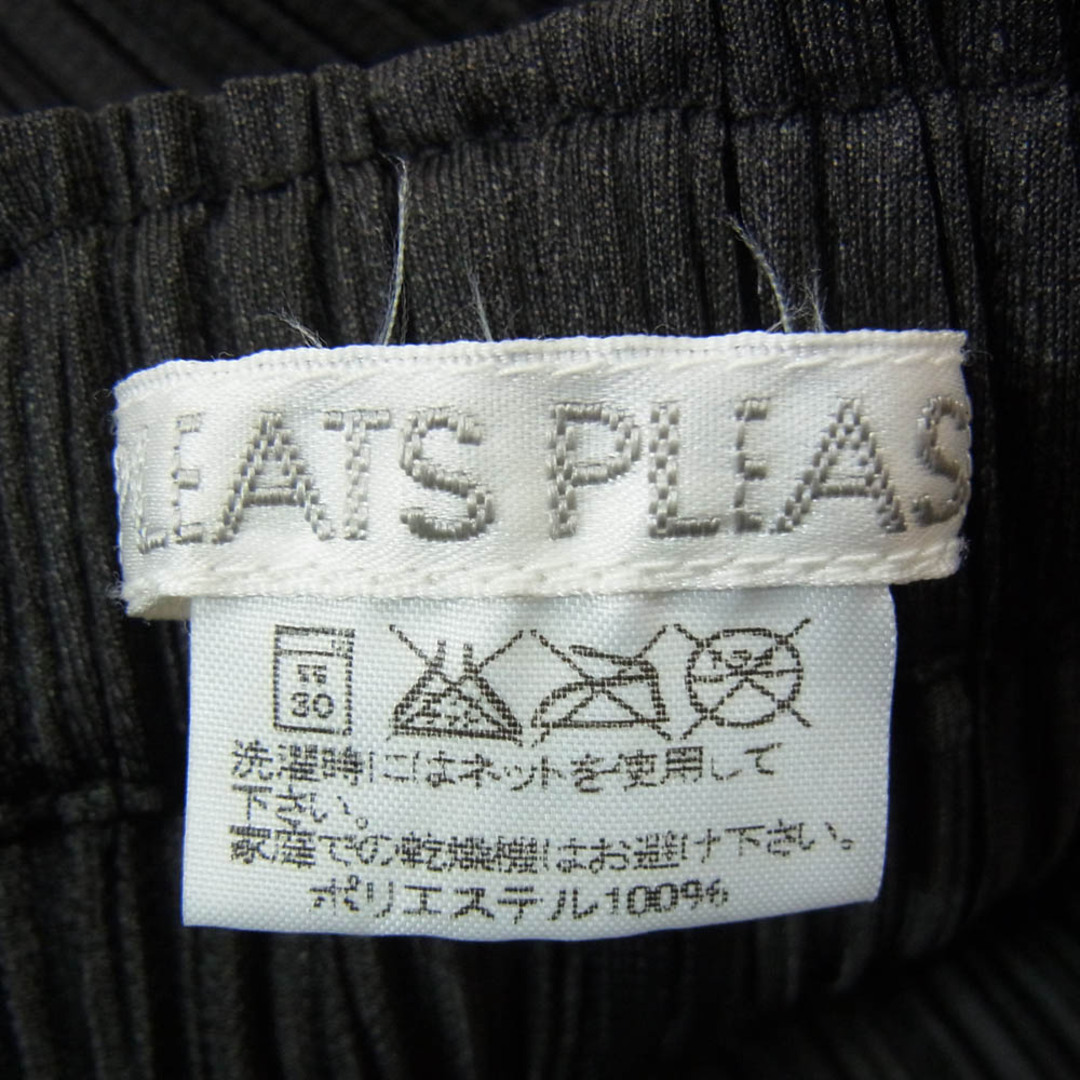 PLEATS PLEAS
弱
30
洗濯時にはネットを使用して
下さい。
家庭での乾燥機はお避け下さい。
ポリエステル100%